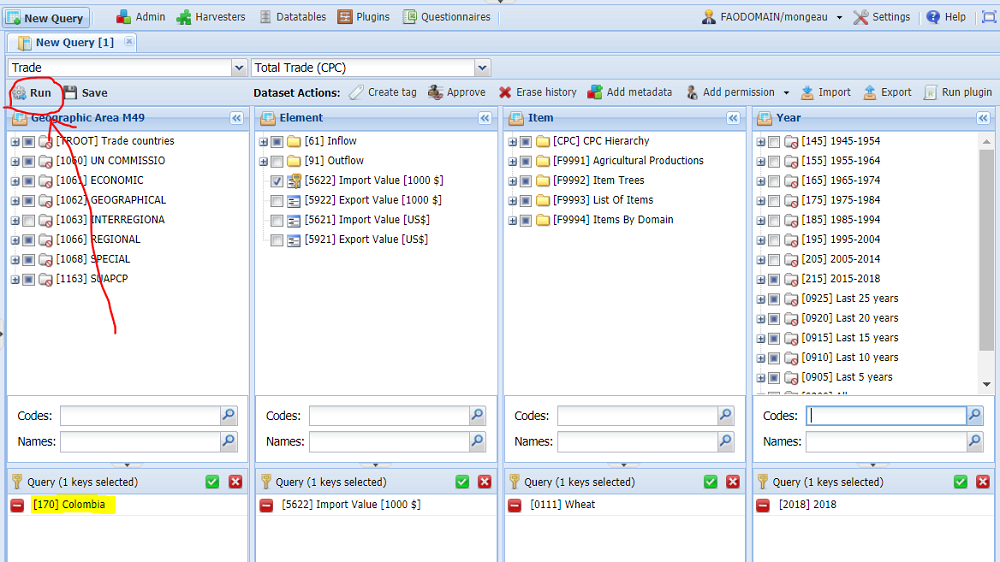 New Query Admin Harvesters Datatables Plugins Questionnaires FAODOMAIN/mongeau Settings Help
New Query [1]
Trade Total Trade (CPC)
Run Save Dataset Actions: Create tag Approve Erase history Add metadata Add permission Import Export Run plugin
Geographic Area M49 Element Item Year
[TROOT] Trade countries [61] Inflow [CPC] CPC Hierarchy [145] 1945-1954
[1060] UN COMMISSIO [91] Outflow [F9991] Agricultural Productions [155] 1955-1964
[1061] ECONOMIC [5622] Import Value [1000 $] [F9992] Item Trees [165] 1965-1974
[1062] GEOGRAPHICAL [5922] Export Value [1000 $] [F9993] List Of Items [175] 1975-1984
[1063] INTERREGIONA [5621] Import Value [US$] [F9994] Items By Domain [185] 1985-1994
[1066] REGIONAL [5921] Export Value [US$] [195] 1995-2004
[1068] SPECIAL [205] 2005-2014
[1163] SUAPCP [215] 2015-2018
[0925] Last 25 years
[0920] Last 20 years
[0915] Last 15 years
[0910] Last 10 years
[0905] Last 5 years
Codes: Codes:
Names: Names:
Query (1 keys selected) Query (1 keys selected) Query (1 keys selected) Query (1 keys selected)
[170] Colombia [5622] Import Value [1000 $] [0111] Wheat [2018] 2018